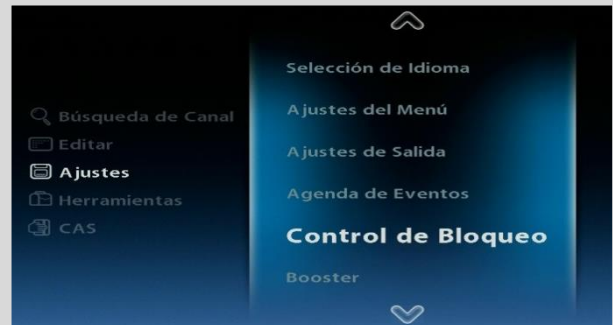 Búsqueda de Canal
Editar
Ajustes
Herramientas
CAS
Selección de Idioma
Ajustes del Menú
Ajustes de Salida
Agenda de Eventos
Control de Bloqueo
Booster